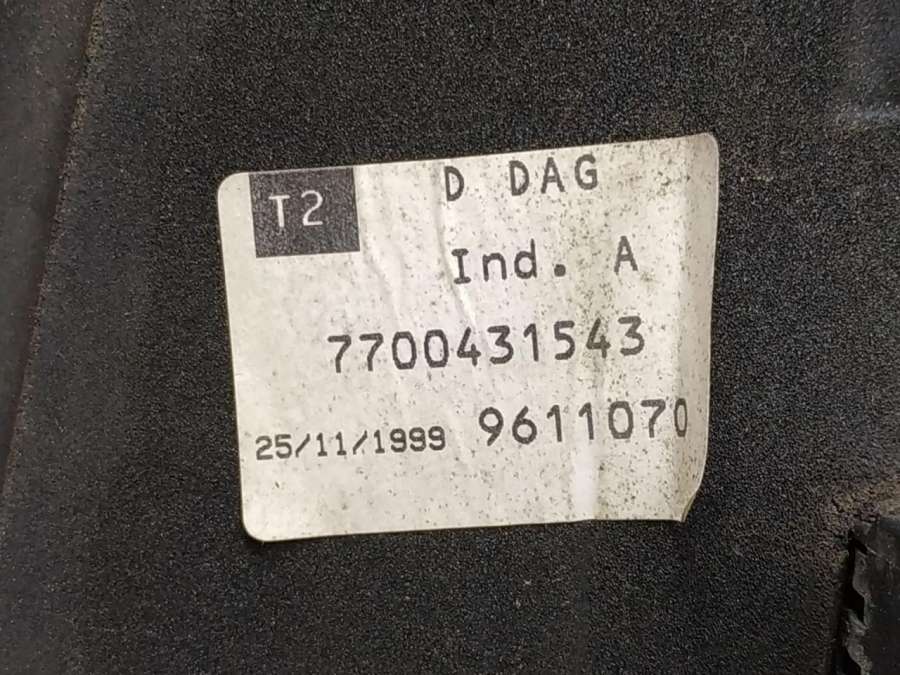 T2 D DAG
Ind. A
7700431543
25/11/1999 9611070